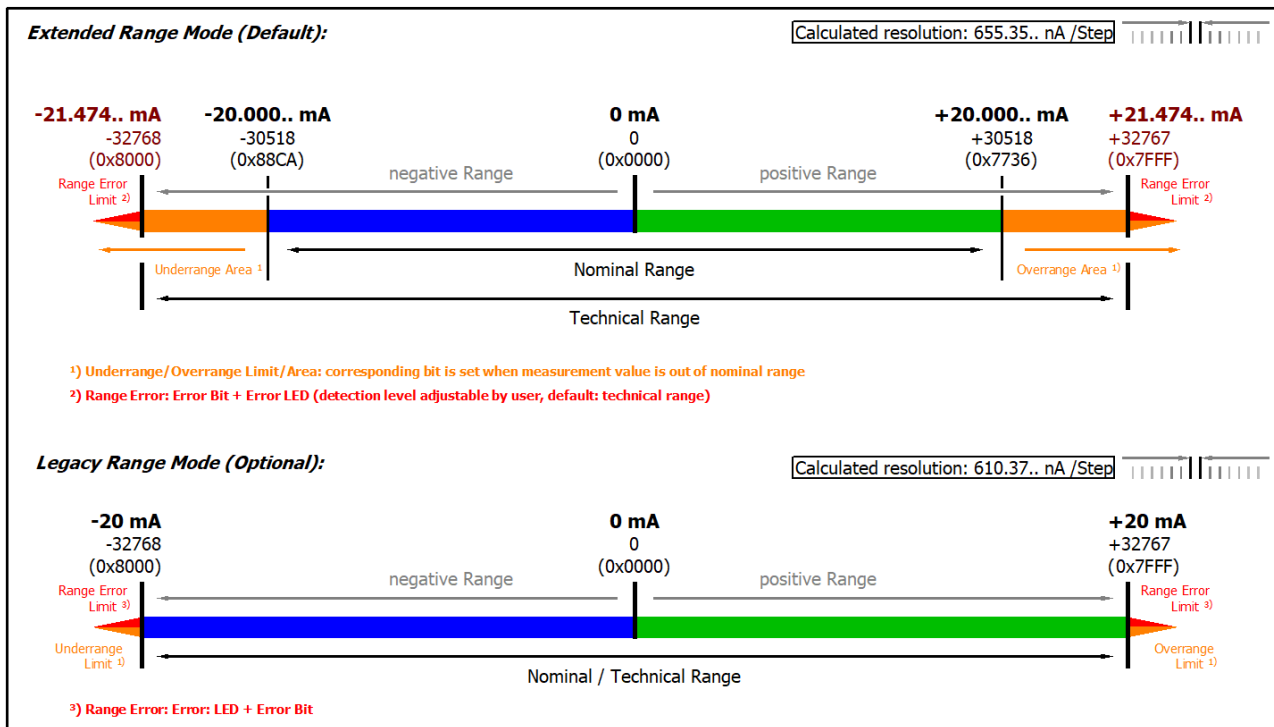 Extended Range Mode (Default):
Calculated resolution: 655.35.. nA /Step
-21.474.. mA
-20.000.. mA
0 mA
+20.000.. mA
+21.474.. mA
-32768
-30518
0
+30518
+32767
(0x8000)
(0x88CA)
(0x0000)
(0x7736)
(0x7FFF)
negative Range
positive Range
Range Error
Limit ²⁾
Range Error
Limit ²⁾
Underrange Area ¹
Nominal Range
Overrange Area ¹⁾
Technical Range
¹) Underrange/Overrange Limit/Area: corresponding bit is set when measurement value is out of nominal range
²) Range Error: Error Bit + Error LED (detection level adjustable by user, default: technical range)
Legacy Range Mode (Optional):
Calculated resolution: 610.37.. nA /Step
-20 mA
0 mA
+20 mA
-32768
0
+32767
(0x8000)
(0x0000)
(0x7FFF)
negative Range
positive Range
Range Error
Limit ³⁾
Range Error
Limit ³⁾
Underrange
Limit ¹⁾
Overrange
Limit ¹⁾
Nominal / Technical Range
³) Range Error: Error: LED + Error Bit